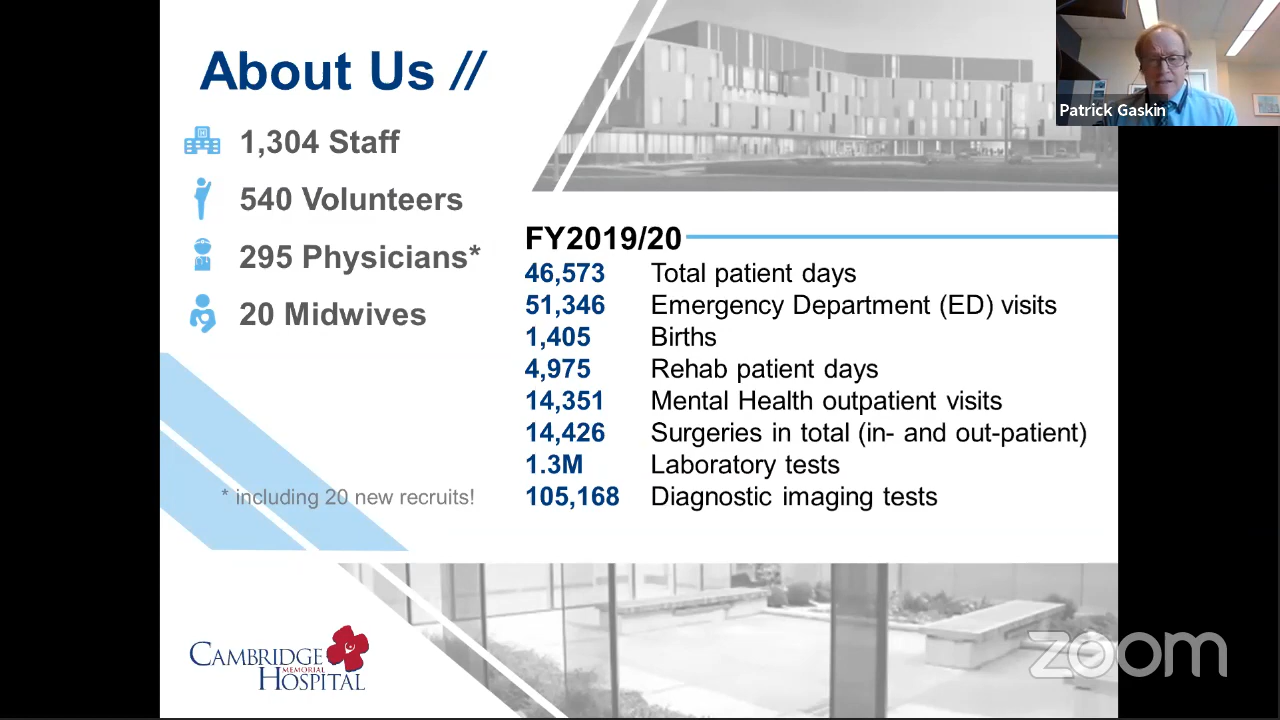 About Us //
1,304 Staff
540 Volunteers
295 Physicians*
20 Midwives
* including 20 new recruits!
FY2019/20
46,573 Total patient days
51,346 Emergency Department (ED) visits
1,405 Births
4,975 Rehab patient days
14,351 Mental Health outpatient visits
14,426 Surgeries in total (in- and out-patient)
1.3M Laboratory tests
105,168 Diagnostic imaging tests
CAMBRIDGE
MEMORIAL
HOSPITAL
Patrick Gaskin
zoom